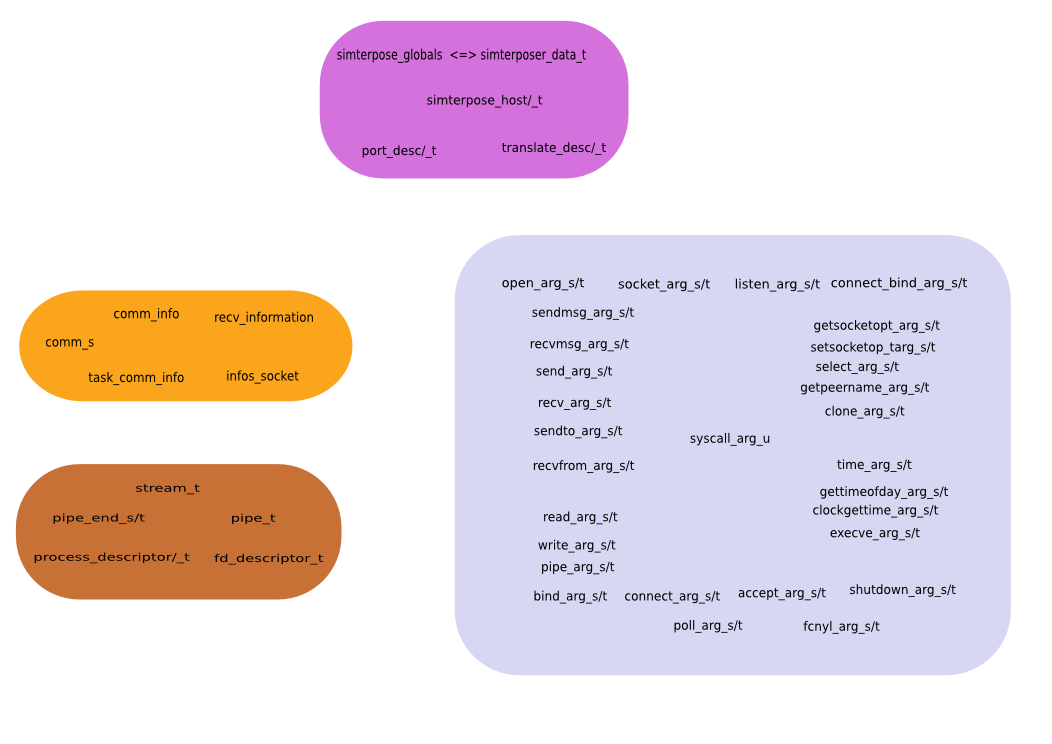 simterpose_globals <=> simterposer_data_t
simterpose_host/_t
port_desc/_t
translate_desc/_t
comm_info
recv_information
comm_s
task_comm_info
infos_socket
stream_t
pipe_end_s/t
pipe_t
process_descriptor/_t
fd_descriptor_t
open_arg_s/t
socket_arg_s/t
listen_arg_s/t
connect_bind_arg_s/t
sendmsg_arg_s/t
recvmsg_arg_s/t
send_arg_s/t
recv_arg_s/t
sendto_arg_s/t
recvfrom_arg_s/t
getsocketopt_arg_s/t
setsocketop_targ_s/t
select_arg_s/t
getpeername_arg_s/t
clone_arg_s/t
syscall_arg_u
time_arg_s/t
gettimeofday_arg_s/t
clockgettime_arg_s/t
execve_arg_s/t
read_arg_s/t
write_arg_s/t
pipe_arg_s/t
bind_arg_s/t
connect_arg_s/t
accept_arg_s/t
shutdown_arg_s/t
poll_arg_s/t
fcnyl_arg_s/t